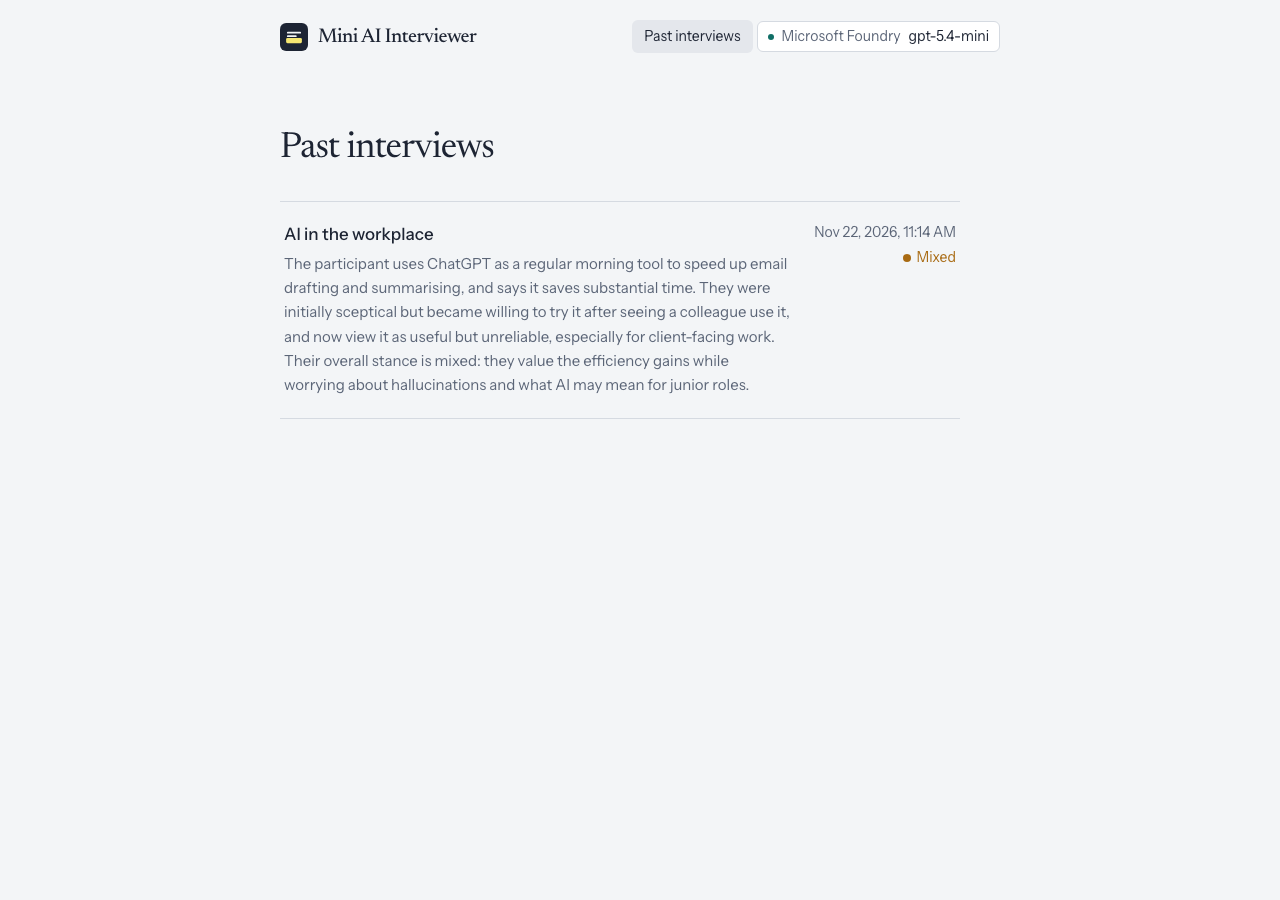 Mini AI Interviewer
Past interviews
Microsoft Foundry gpt-5.4-mini
Past interviews
AI in the workplace
Nov 22, 2026, 11:14 AM
Mixed
The participant uses ChatGPT as a regular morning tool to speed up email
drafting and summarising, and says it saves substantial time. They were
initially sceptical but became willing to try it after seeing a colleague use it,
and now view it as useful but unreliable, especially for client-facing work.
Their overall stance is mixed: they value the efficiency gains while
worrying about hallucinations and what AI may mean for junior roles.